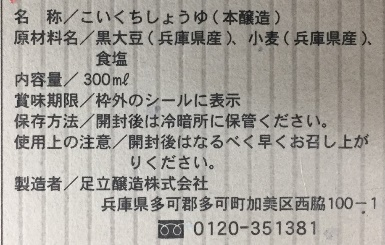 名　称／こいくちしょうゆ（本醸造）
原材料名／黒大豆（兵庫県産）、小麦（兵庫県産）、
食塩
内容量／300mℓ
賞味期限／枠外のシールに表示
保存方法／開封後は冷暗所に保管ください。
使用上の注意／開封後はなるべく早くお召し上が
りください。
製造者／足立醸造株式会社
兵庫県多可郡多可町加美区西脇100－1
0120-351381